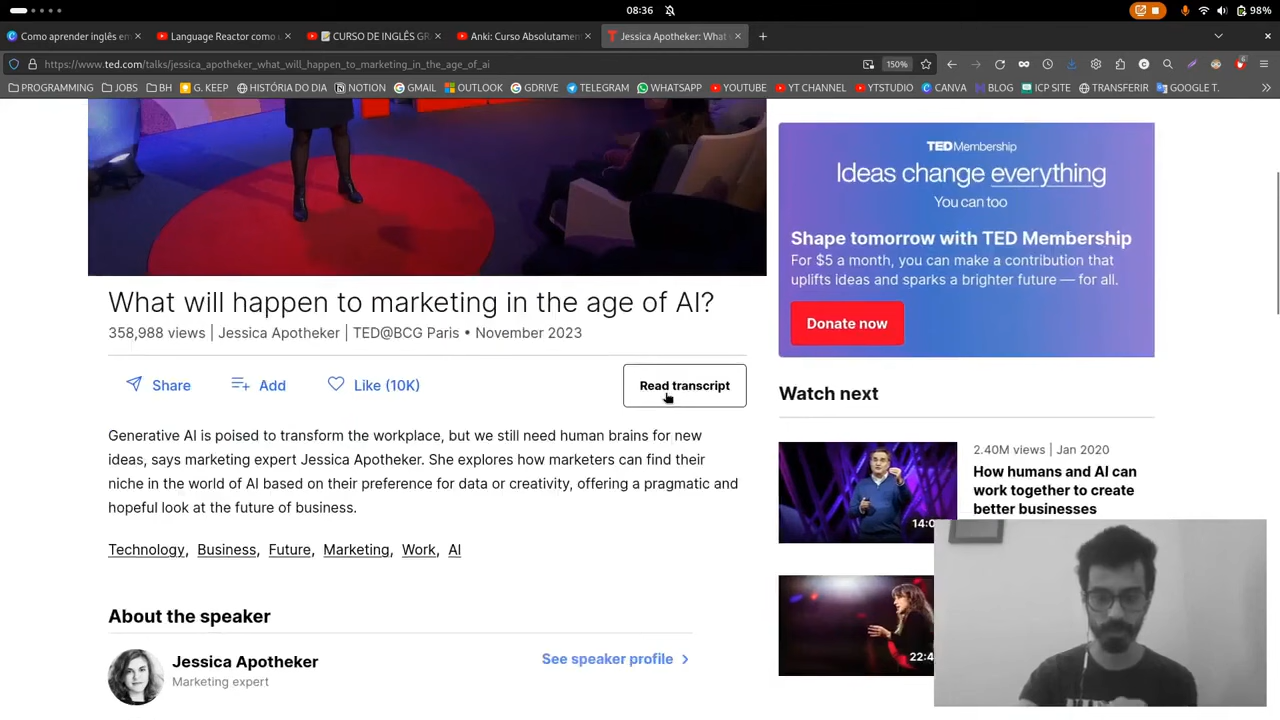 08:36
98%
Como aprender inglês em
Language Reactor como u
CURSO DE INGLÊS GR
Anki: Curso Absolutamen
Jessica Apotheker: What w
https://www.ted.com/talks/jessica_apotheker_what_will_happen_to_marketing_in_the_age_of_ai
150%
PROGRAMMING
JOBS
BH
G. KEEP
HISTÓRIA DO DIA
NOTION
GMAIL
OUTLOOK
GDRIVE
TELEGRAM
WHATSAPP
YOUTUBE
YT CHANNEL
YTSTUDIO
CANVA
BLOG
ICP SITE
TRANSFERIR
GOOGLE T.
What will happen to marketing in the age of AI?
358,988 views | Jessica Apotheker | TED@BCG Paris • November 2023
Share
Add
Like (10K)
Read transcript
Generative AI is poised to transform the workplace, but we still need human brains for new
ideas, says marketing expert Jessica Apotheker. She explores how marketers can find their
niche in the world of AI based on their preference for data or creativity, offering a pragmatic and
hopeful look at the future of business.
Technology, Business, Future, Marketing, Work, AI
About the speaker
Jessica Apotheker
Marketing expert
See speaker profile
TED Membership
Ideas change everything
You can too
Shape tomorrow with TED Membership
For $5 a month, you can make a contribution that
uplifts ideas and sparks a brighter future — for all.
Donate now
Watch next
14:0
2.40M views | Jan 2020
How humans and AI can
work together to create
better businesses
22:4